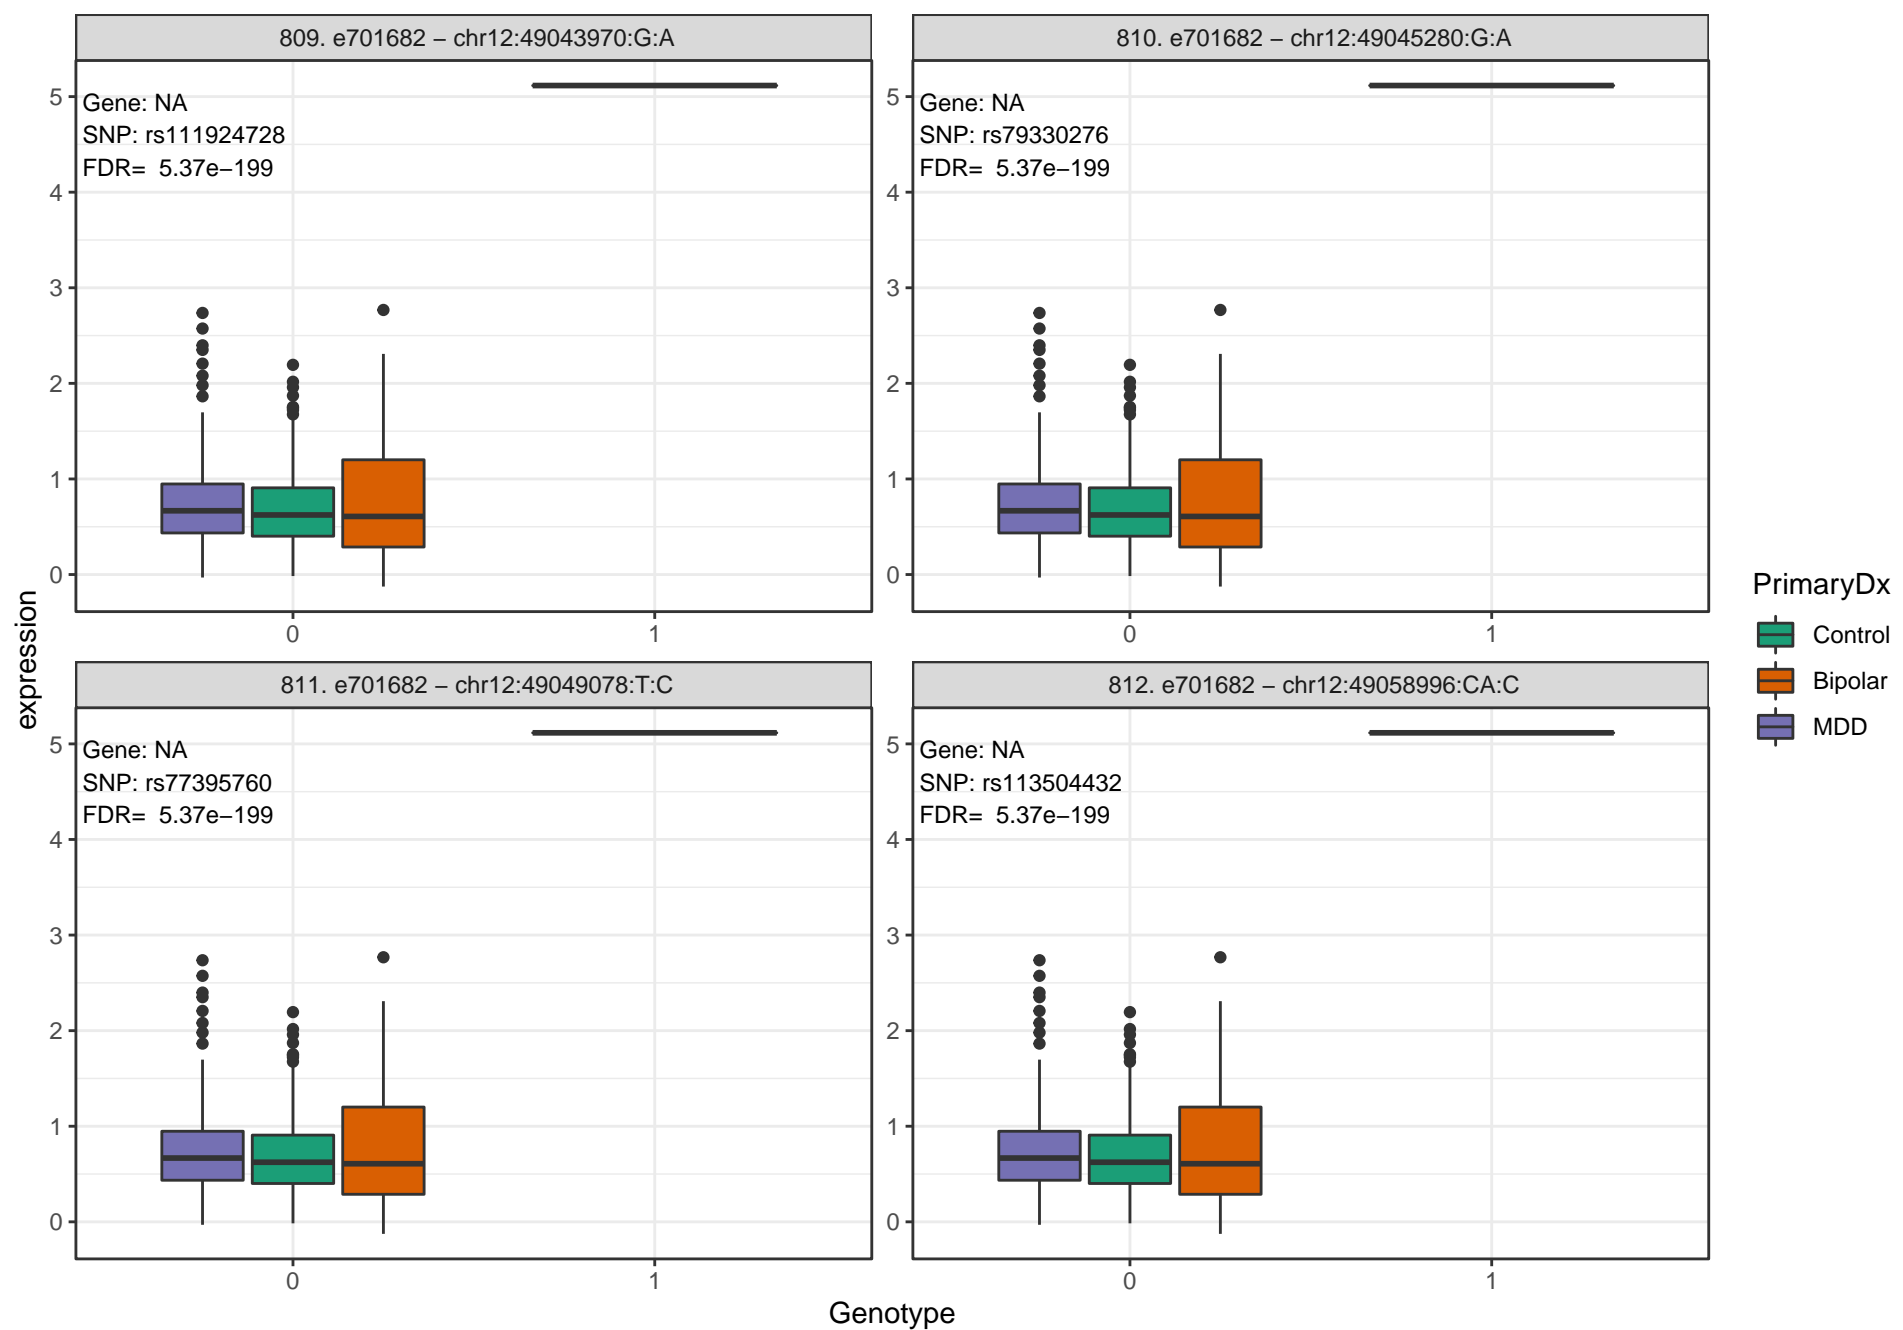 809. e701682 − chr12:49043970:G:A
810. e701682 − chr12:49045280:G:A
5
4
3
2
1
0
Gene: NA
SNP: rs111924728
FDR=  5.37e−199
0
1
5
4
3
2
1
0
Gene: NA
SNP: rs79330276
FDR=  5.37e−199
0
1
expression
811. e701682 − chr12:49049078:T:C
812. e701682 − chr12:49058996:CA:C
5
4
3
2
1
0
Gene: NA
SNP: rs77395760
FDR=  5.37e−199
0
1
5
4
3
2
1
0
Gene: NA
SNP: rs113504432
FDR=  5.37e−199
0
1
Genotype
PrimaryDx
Control
Bipolar
MDD